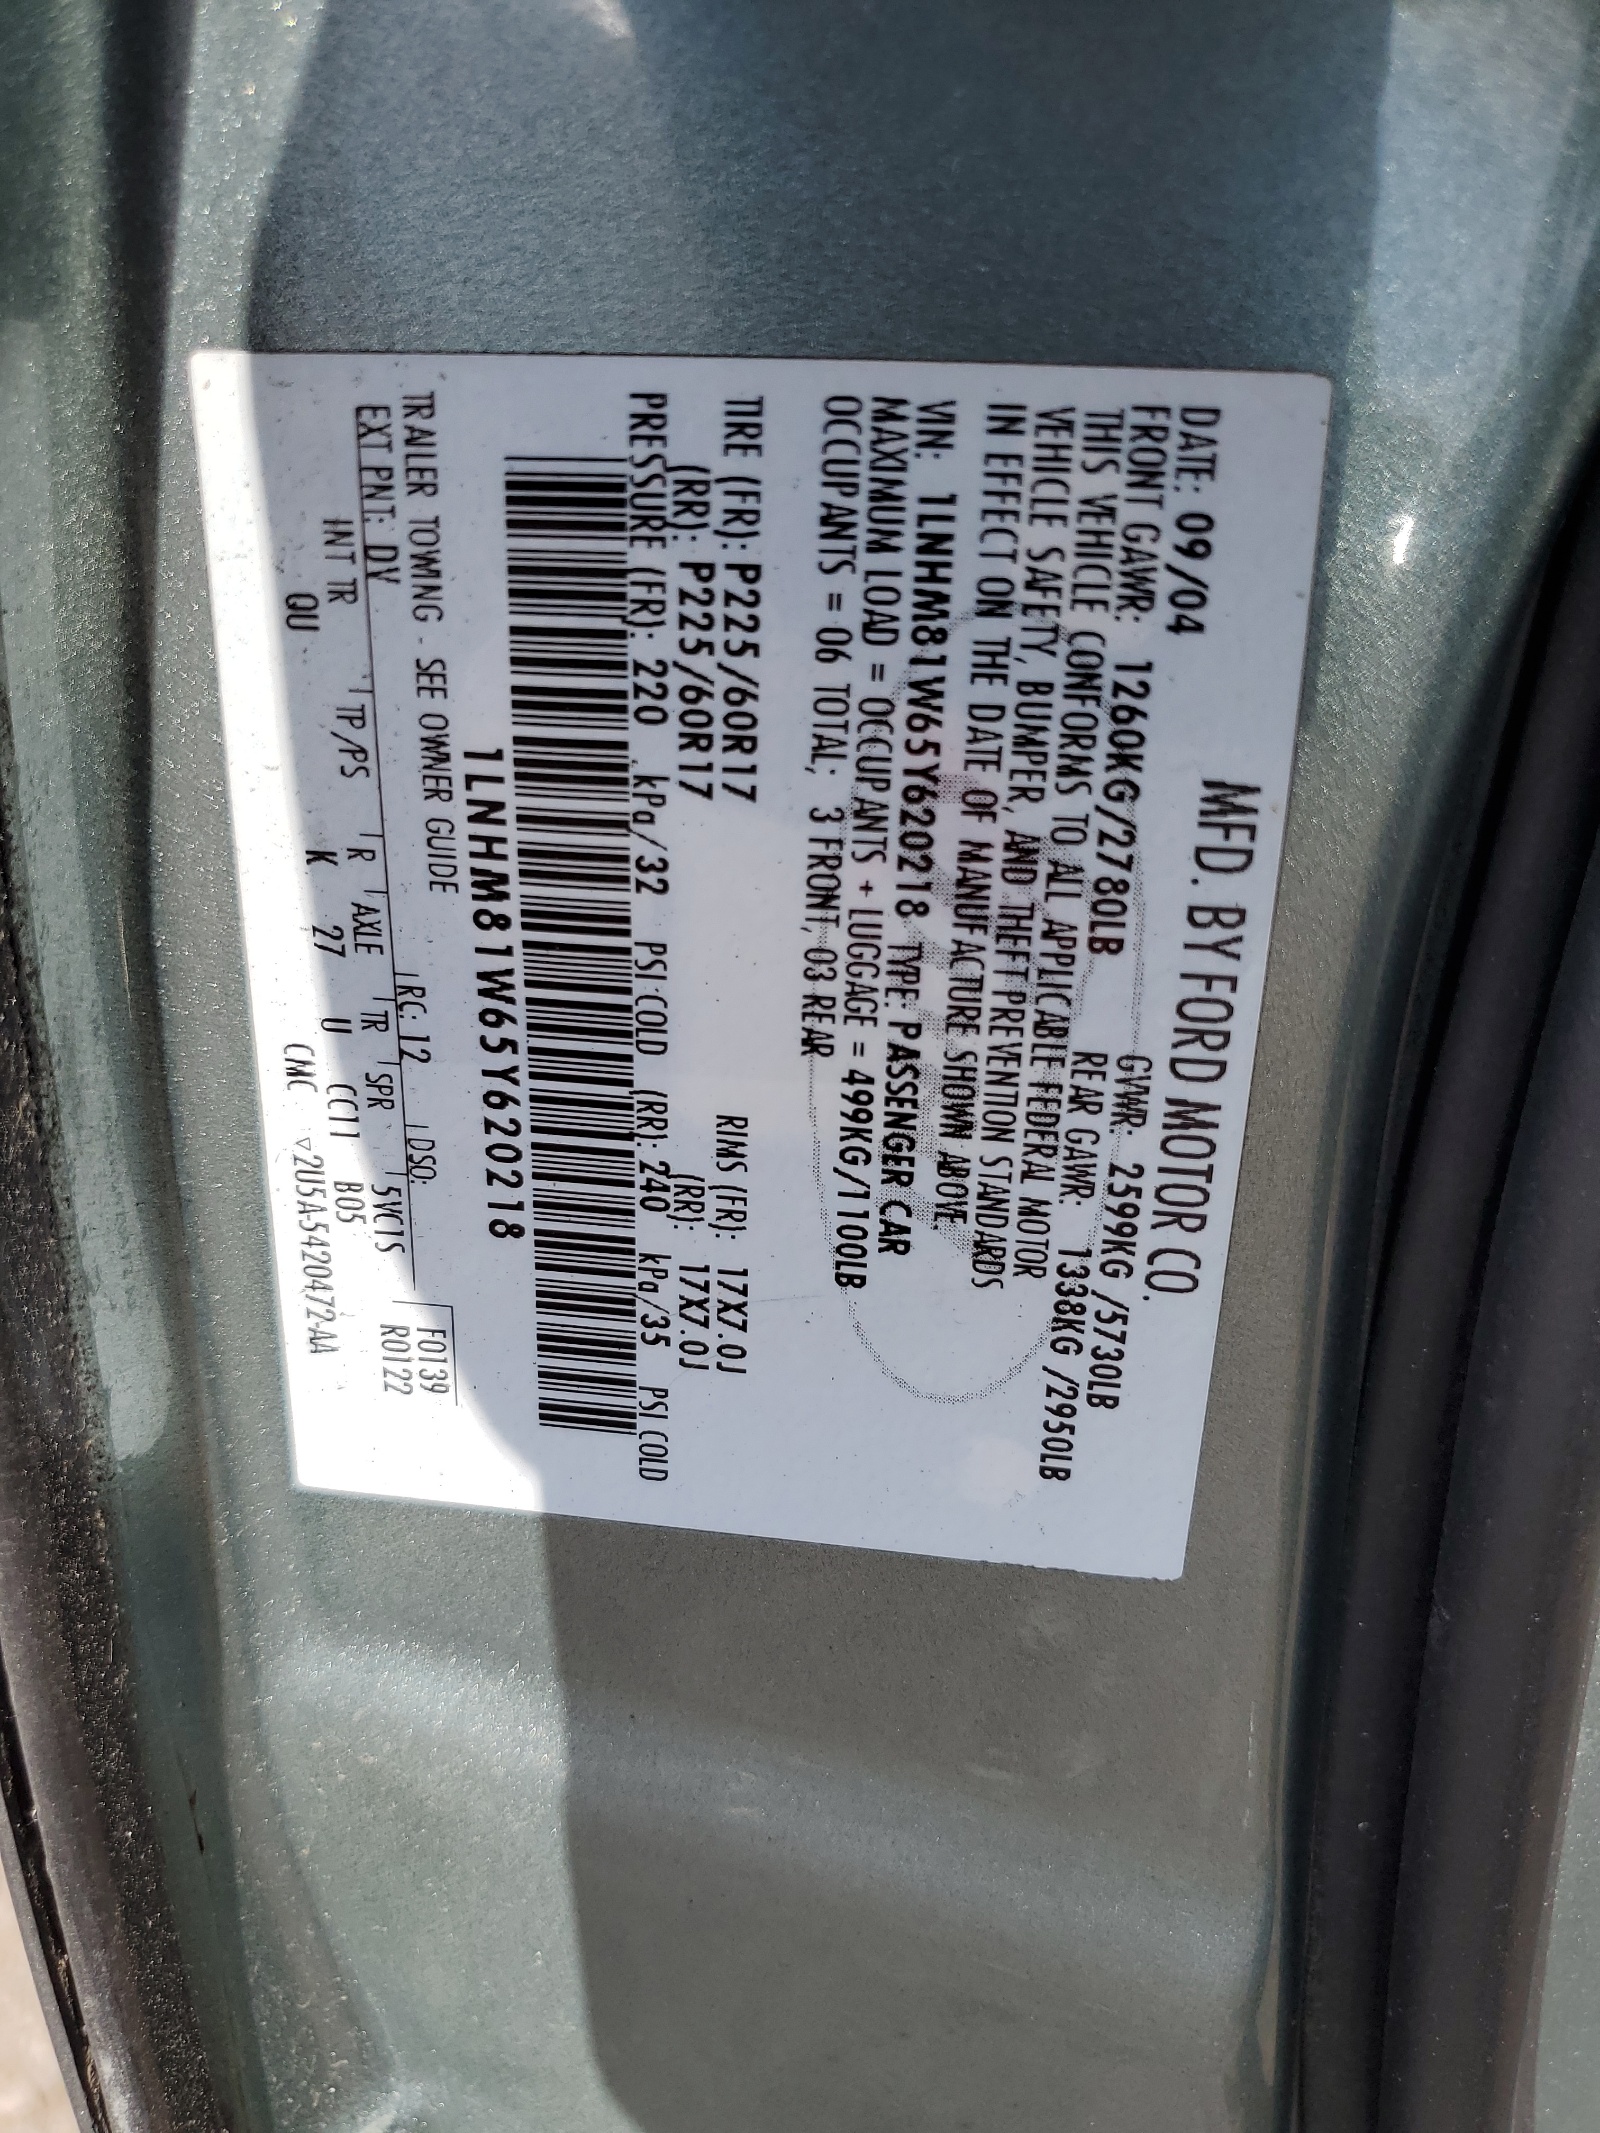 MFD. BY FORD MOTOR CO.
DATE: 09/04 GVWR: 2599KG /5730LB
FRONT GAWR: 1260KG/2780LB REAR GAWR: 1338KG /2950LB
THIS VEHICLE CONFORMS TO ALL APPLICABLE FEDERAL MOTOR
VEHICLE SAFETY, BUMPER, AND THEFT PREVENTION STANDARDS
IN EFFECT ON THE DATE OF MANUFACTURE SHOWN ABOVE.
VIN: 1LNHM81W65Y620218 TYPE: PASSENGER CAR
MAXIMUM LOAD = OCCUPANTS + LUGGAGE = 499KG/1100LB
OCCUPANTS = 06 TOTAL; 3 FRONT, 03 REAR
TIRE (FR): P225/60R17 RIMS (FR): 17X7.0J
(RR): P225/60R17 (RR): 17X7.0J
PRESSURE (FR): 220 kPa/32 PSI COLD (RR): 240 kPa/35 PSI COLD
1LNHM81W65Y620218
TRAILER TOWING - SEE OWNER GUIDE
F0139
R0122
EXT PNT: DV RC: 12 DSO:
INT TR TP/PS R AXLE TR SPR 5VC1S
QU K 27 U CC11 B05
CMC ▽2U5A5420472-AA